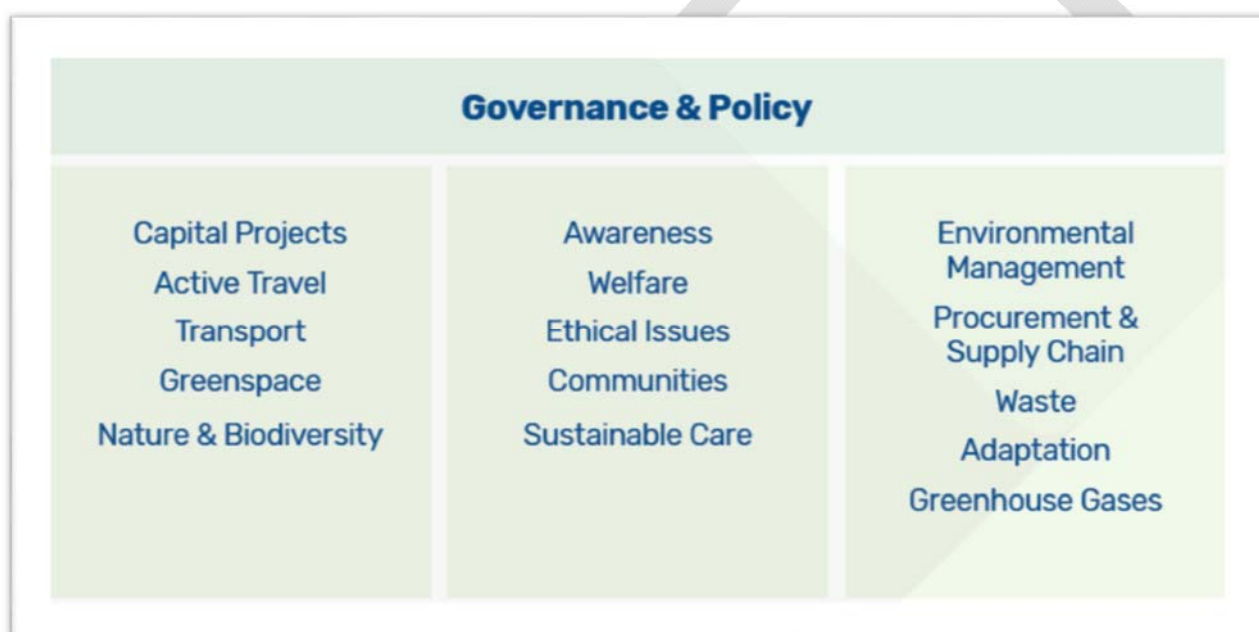 Governance & Policy
Capital Projects
Active Travel
Transport
Greenspace
Nature & Biodiversity
Awareness
Welfare
Ethical Issues
Communities
Sustainable Care
Environmental
Management
Procurement &
Supply Chain
Waste
Adaptation
Greenhouse Gases